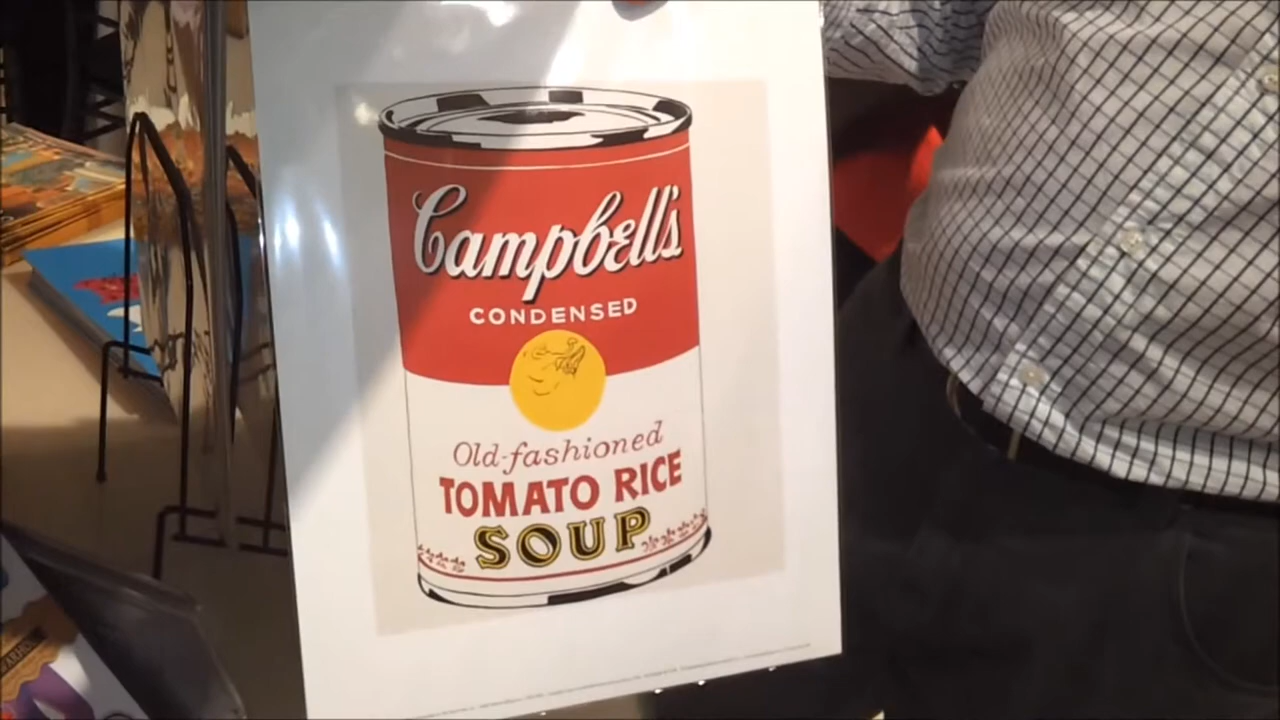 Campbell's
CONDENSED
Old-fashioned
TOMATO RICE
SOUP